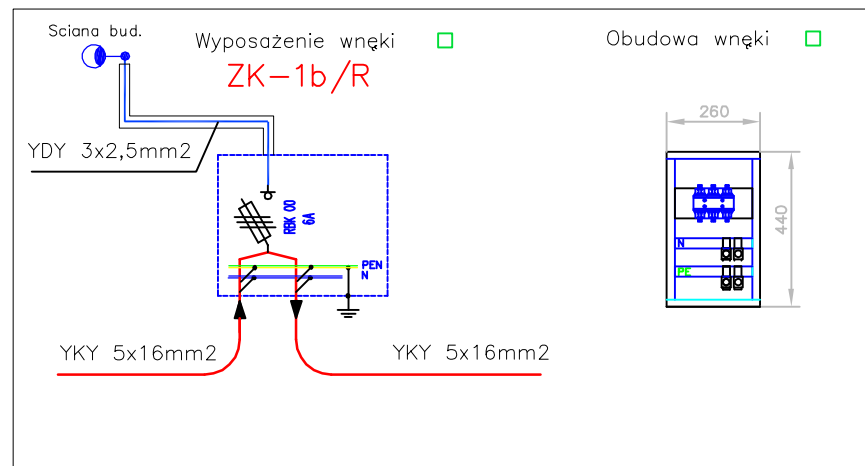 Sciana bud.
Wyposażenie wnęki
ZK-1b/R
Obudowa wnęki
YDY 3x2,5mm2
RBK 00
6A
PEN
N
YKY 5x16mm2
YKY 5x16mm2
260
440
N
PE